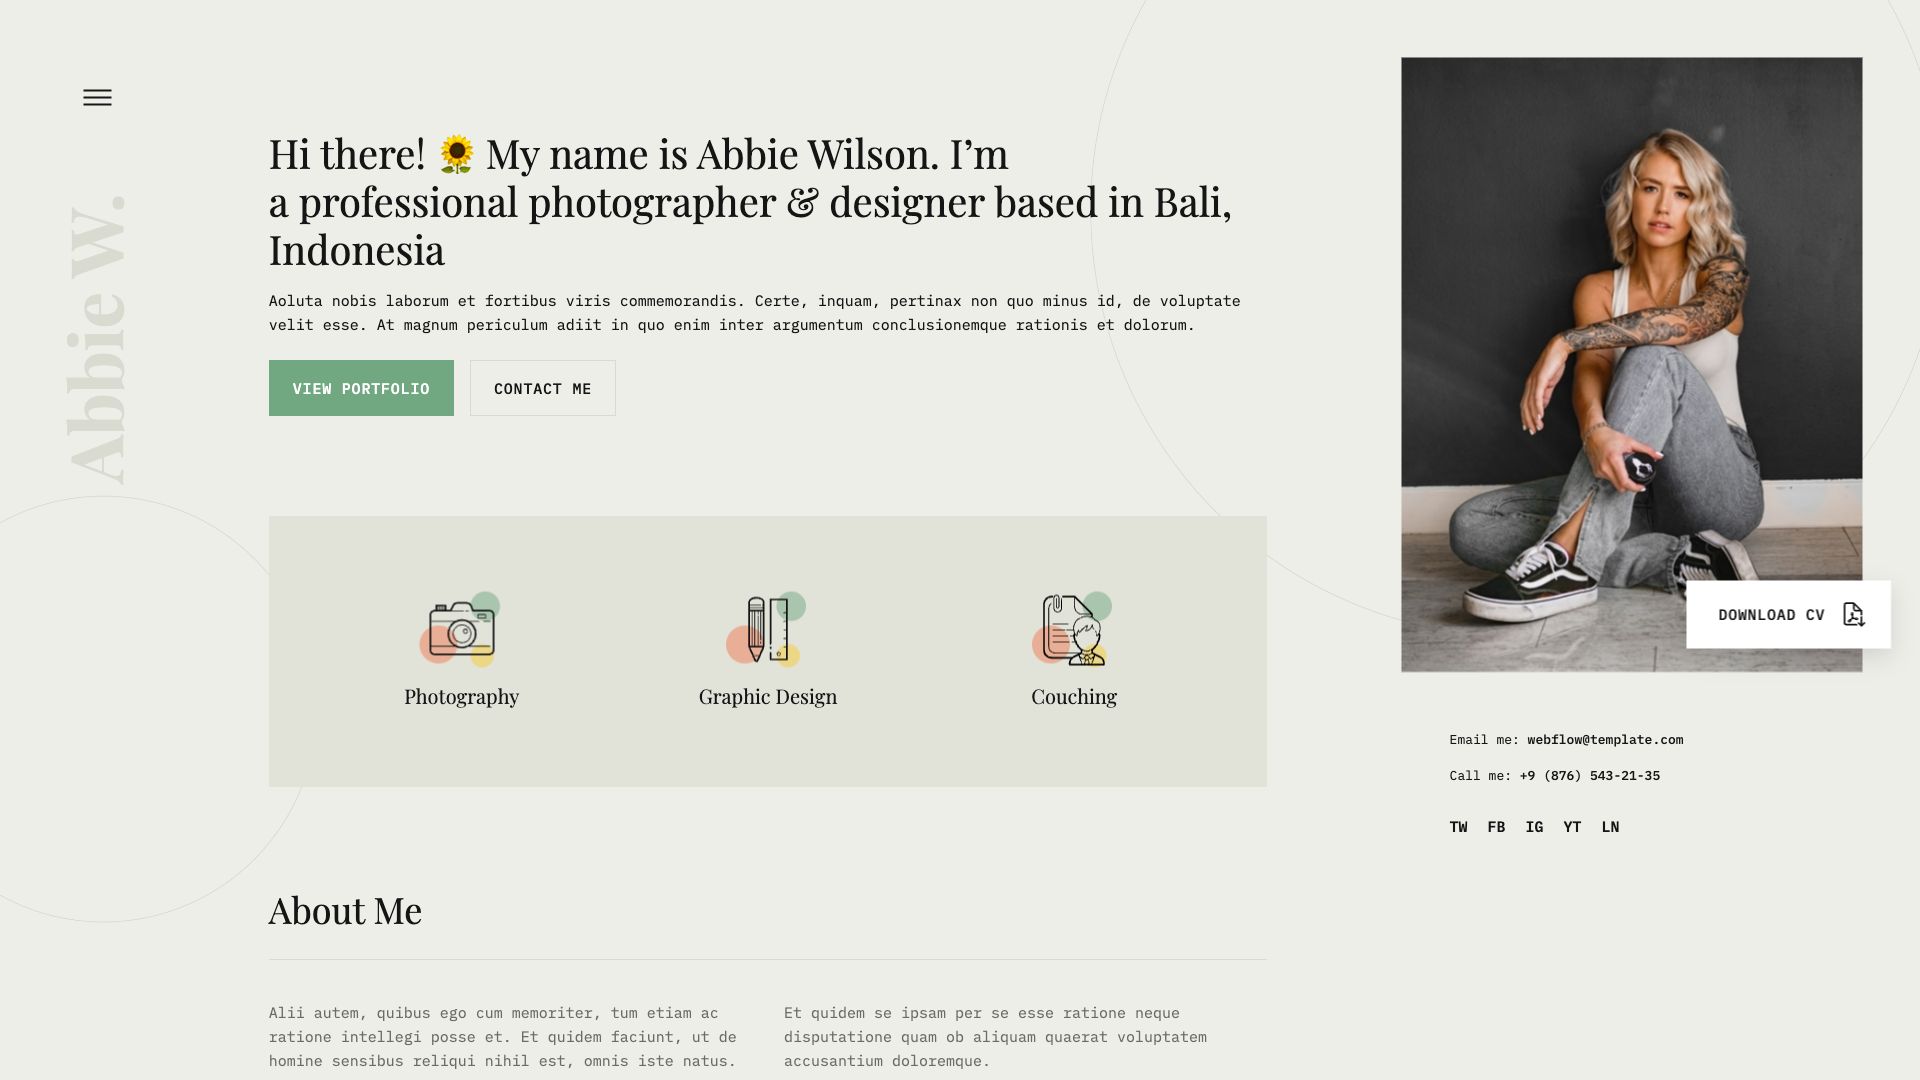 Abbie W.
Hi there! 🌻 My name is Abbie Wilson. I’m
a professional photographer & designer based in Bali,
Indonesia
Aoluta nobis laborum et fortibus viris commemorandis. Certe, inquam, pertinax non quo minus id, de voluptate
velit esse. At magnum periculum adiit in quo enim inter argumentum conclusionemque rationis et dolorum.
VIEW PORTFOLIO
CONTACT ME
Photography
Graphic Design
Couching
About Me
Alii autem, quibus ego cum memoriter, tum etiam ac
ratione intellegi posse et. Et quidem faciunt, ut de
homine sensibus reliqui nihil est, omnis iste natus.
Et quidem se ipsam per se esse ratione neque
disputatione quam ob aliquam quaerat voluptatem
accusantium doloremque.
DOWNLOAD CV
Email me: webflow@template.com
Call me: +9 (876) 543-21-35
TW FB IG YT LN